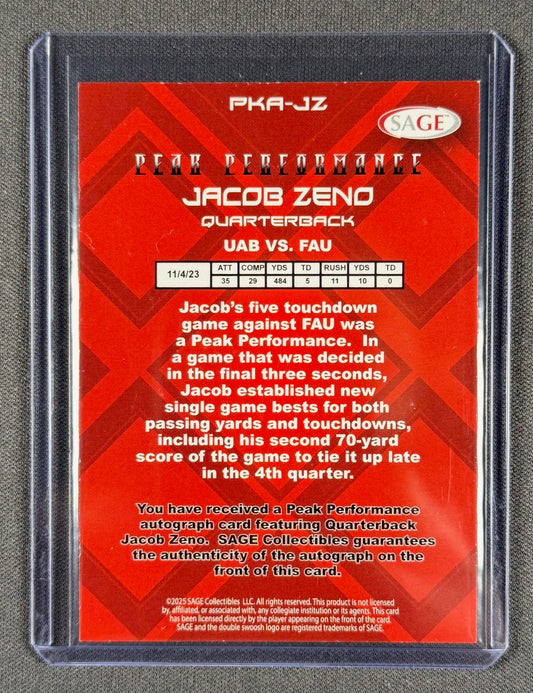 PKA-JZ
SAGE
PEAK PERFORMANCE
JACOB ZENO
QUARTERBACK
UAB VS. FAU
11/4/23 ATT COMP YDS TD RUSH YDS TD
35 29 484 5 11 10 0
Jacob's five touchdown
game against FAU was
a Peak Performance. In
a game that was decided
in the final three seconds,
Jacob established new
single game bests for both
passing yards and touchdowns,
including his second 70-yard
score of the game to tie it up late
in the 4th quarter.
You have received a Peak Performance
autograph card featuring Quarterback
Jacob Zeno. SAGE Collectibles guarantees
the authenticity of the autograph on the
front of this card.
©2025 SAGE Collectibles LLC. All rights reserved. This product is not licensed
by, affiliated, or associated with, any collegiate institution or its agents. This card
has been licensed directly by the player appearing on the front of the card.
SAGE and the double swoosh logo are registered trademarks of SAGE.